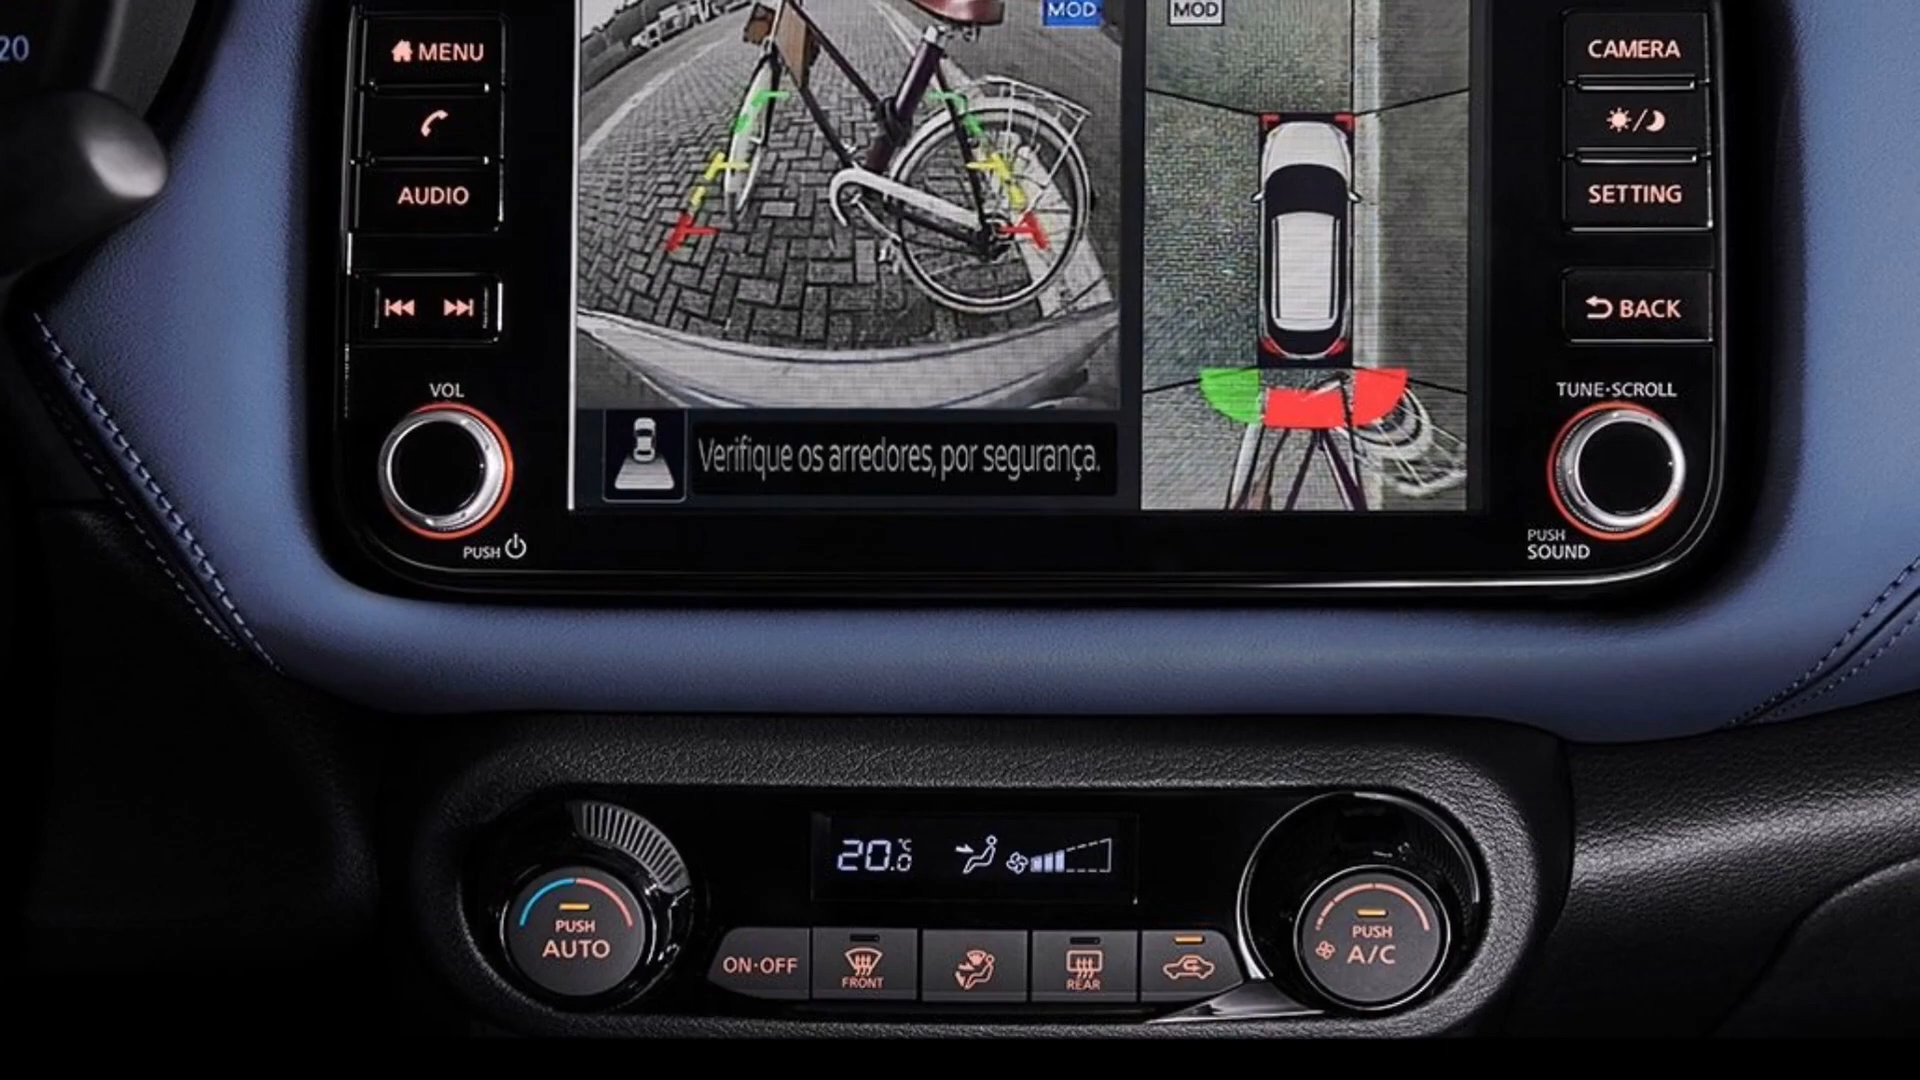 20
MENU
AUDIO
VOL
PUSH
MOD
MOD
Verifique os arredores, por segurança.
CAMERA
SETTING
BACK
TUNE·SCROLL
PUSH
SOUND
20.0
°C
PUSH
AUTO
ON·OFF
FRONT
REAR
PUSH
A/C